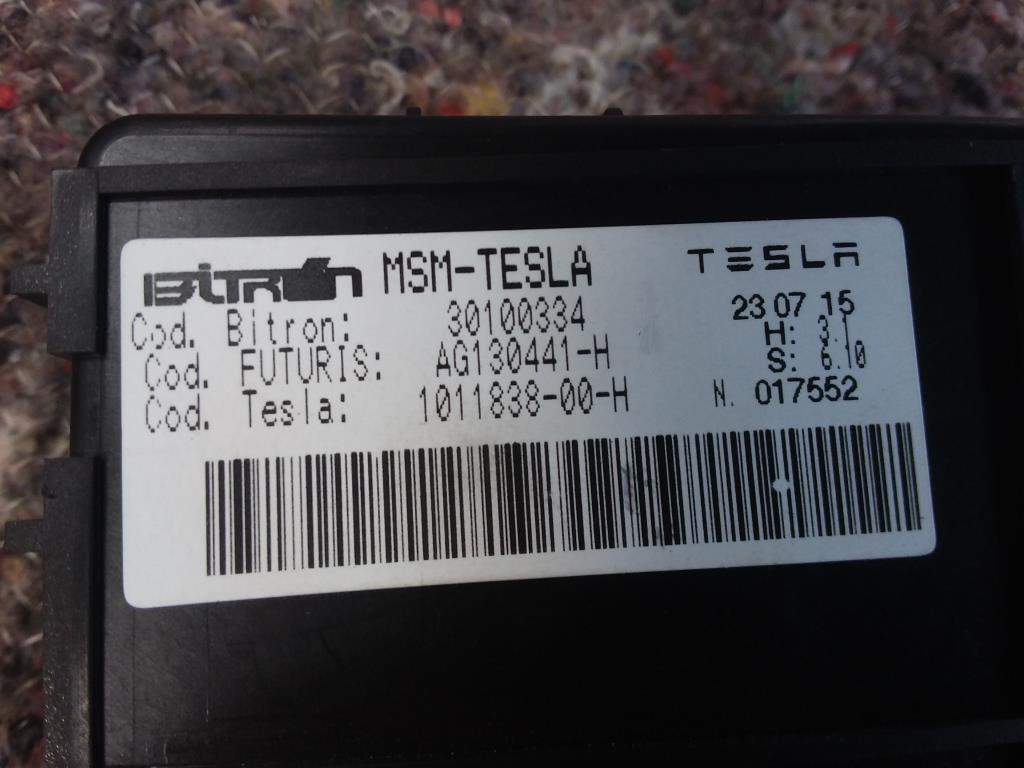 BiTRON MSM-TESLA TESLA
23 07 15
Cod. Bitron: 30100334
H: 3.1
Cod. FUTURIS: AG130441-H
S: 6.10
Cod. Tesla: 1011838-00-H
N. 017552